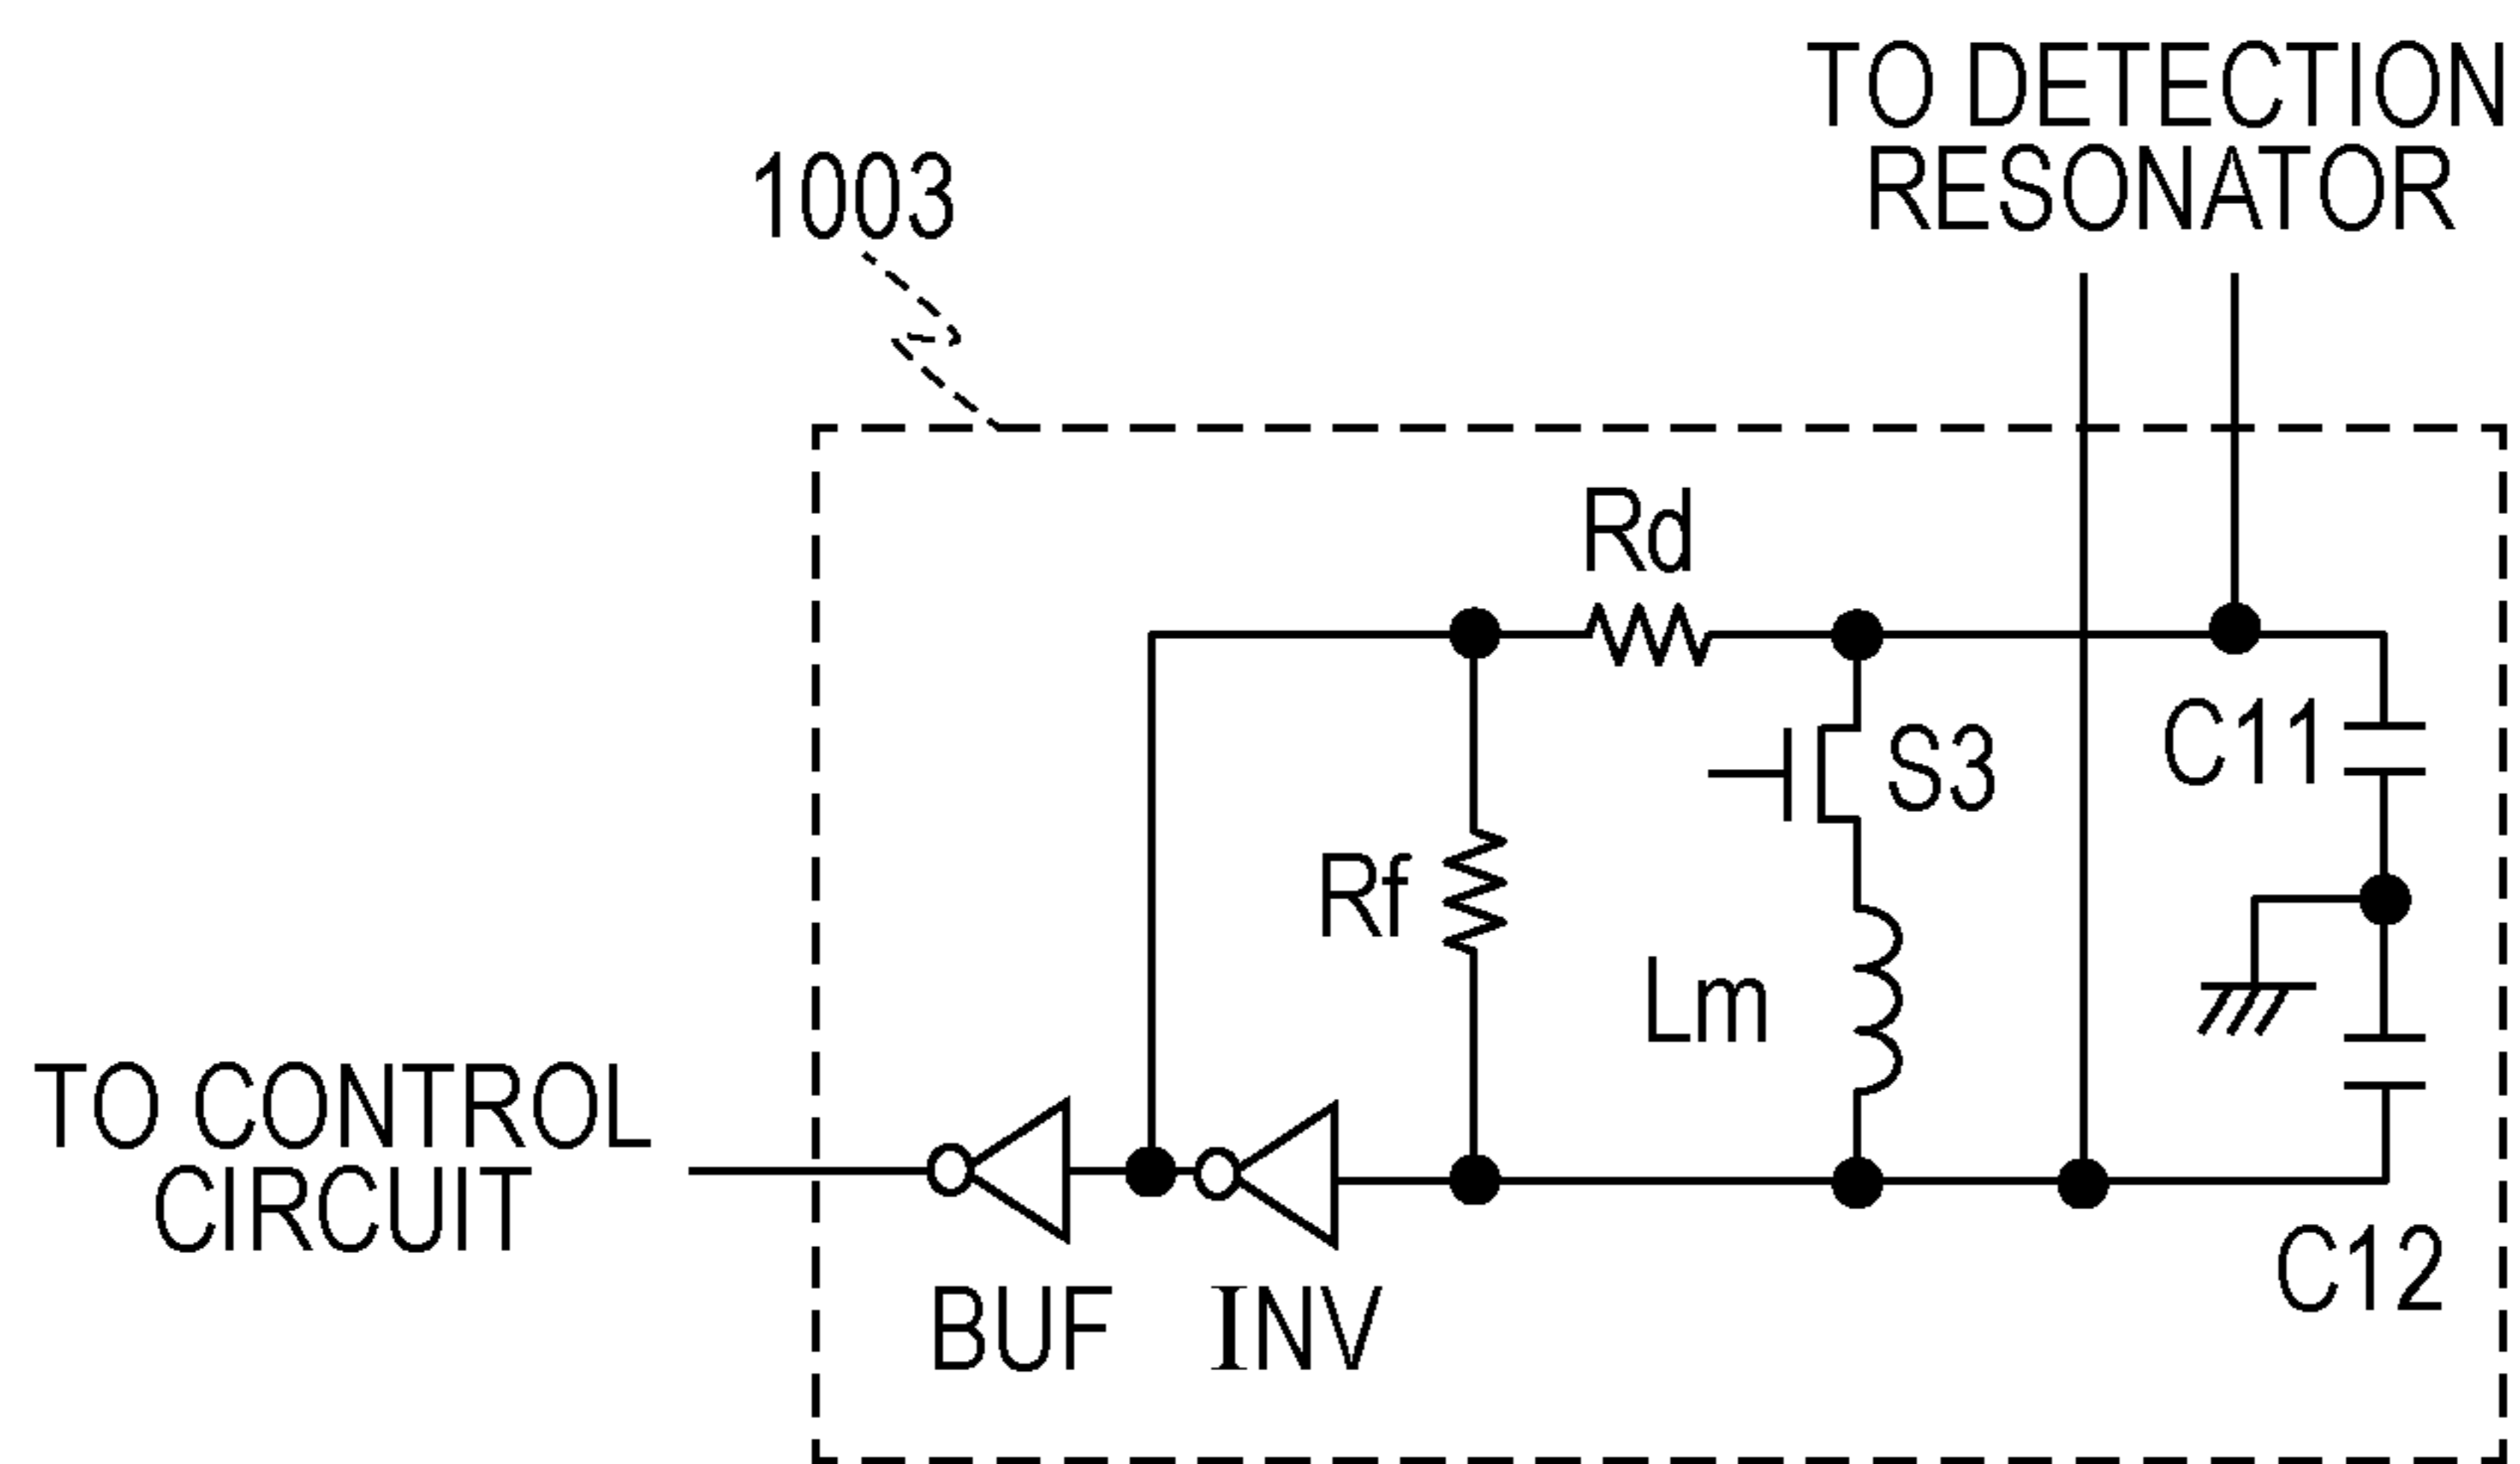 TO DETECTION
RESONATOR
1003
Rd
S3
C11
Rf
Lm
TO CONTROL
CIRCUIT
C12
BUF
INV